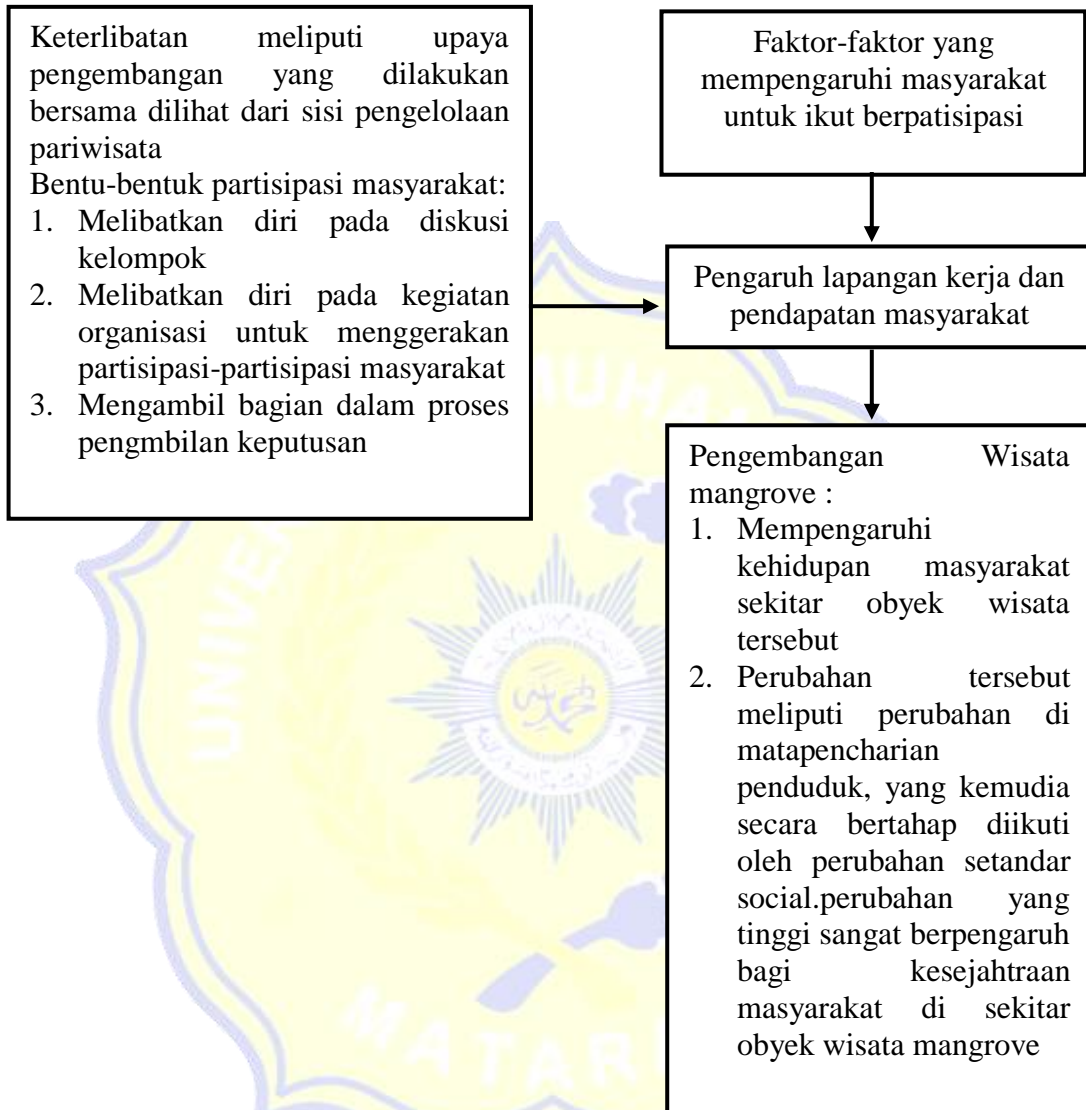 Keterlibatan meliputi upaya
pengembangan yang dilakukan
bersama dilihat dari sisi pengelolaan
pariwisata
Bentu-bentuk partisipasi masyarakat:
1. Melibatkan diri pada diskusi
kelompok
2. Melibatkan diri pada kegiatan
organisasi untuk menggerakan
partisipasi-partisipasi masyarakat
3. Mengambil bagian dalam proses
pengmbilan keputusan
Faktor-faktor yang
mempengaruhi masyarakat
untuk ikut berpatisipasi
Pengaruh lapangan kerja dan
pendapatan masyarakat
Pengembangan Wisata
mangrove :
1. Mempengaruhi
kehidupan masyarakat
sekitar obyek wisata
tersebut
2. Perubahan tersebut
meliputi perubahan di
matapencharian
penduduk, yang kemudia
secara bertahap diikuti
oleh perubahan setandar
social.perubahan yang
tinggi sangat berpengaruh
bagi kesejahtraan
masyarakat di sekitar
obyek wisata mangrove